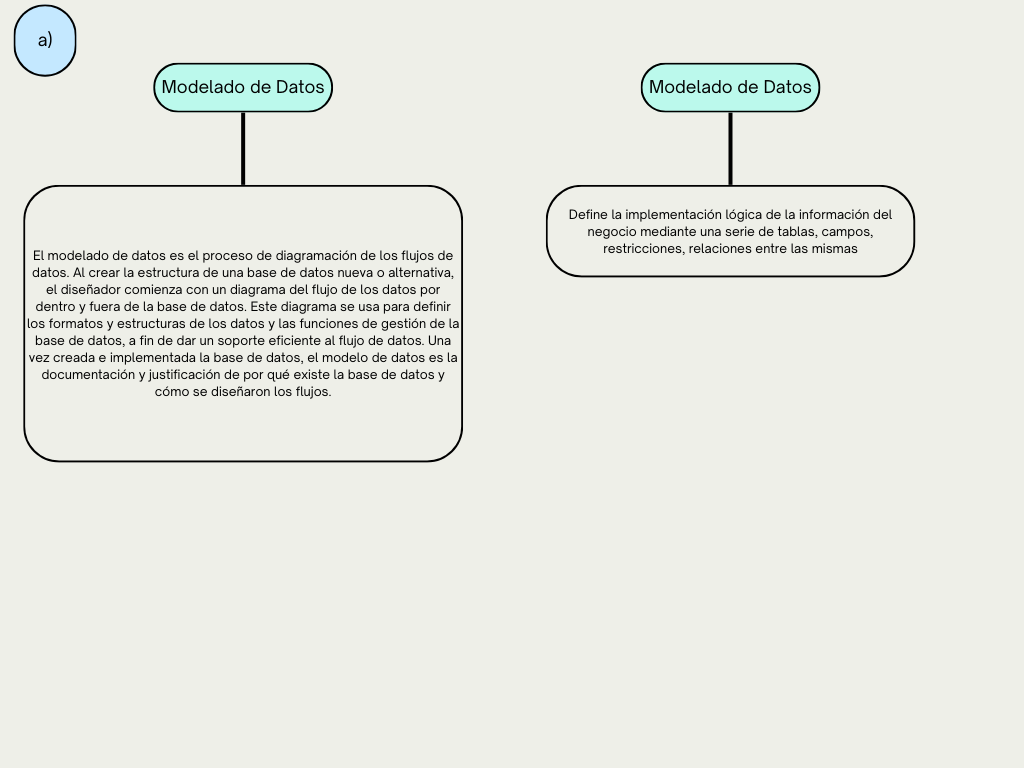 a)
Modelado de Datos
El modelado de datos es el proceso de diagramación de los flujos de
datos. Al crear la estructura de una base de datos nueva o alternativa,
el diseñador comienza con un diagrama del flujo de los datos por
dentro y fuera de la base de datos. Este diagrama se usa para definir
los formatos y estructuras de los datos y las funciones de gestión de la
base de datos, a fin de dar un soporte eficiente al flujo de datos. Una
vez creada e implementada la base de datos, el modelo de datos es la
documentación y justificación de por qué existe la base de datos y
cómo se diseñaron los flujos.
Modelado de Datos
Define la implementación lógica de la información del
negocio mediante una serie de tablas, campos,
restricciones, relaciones entre las mismas